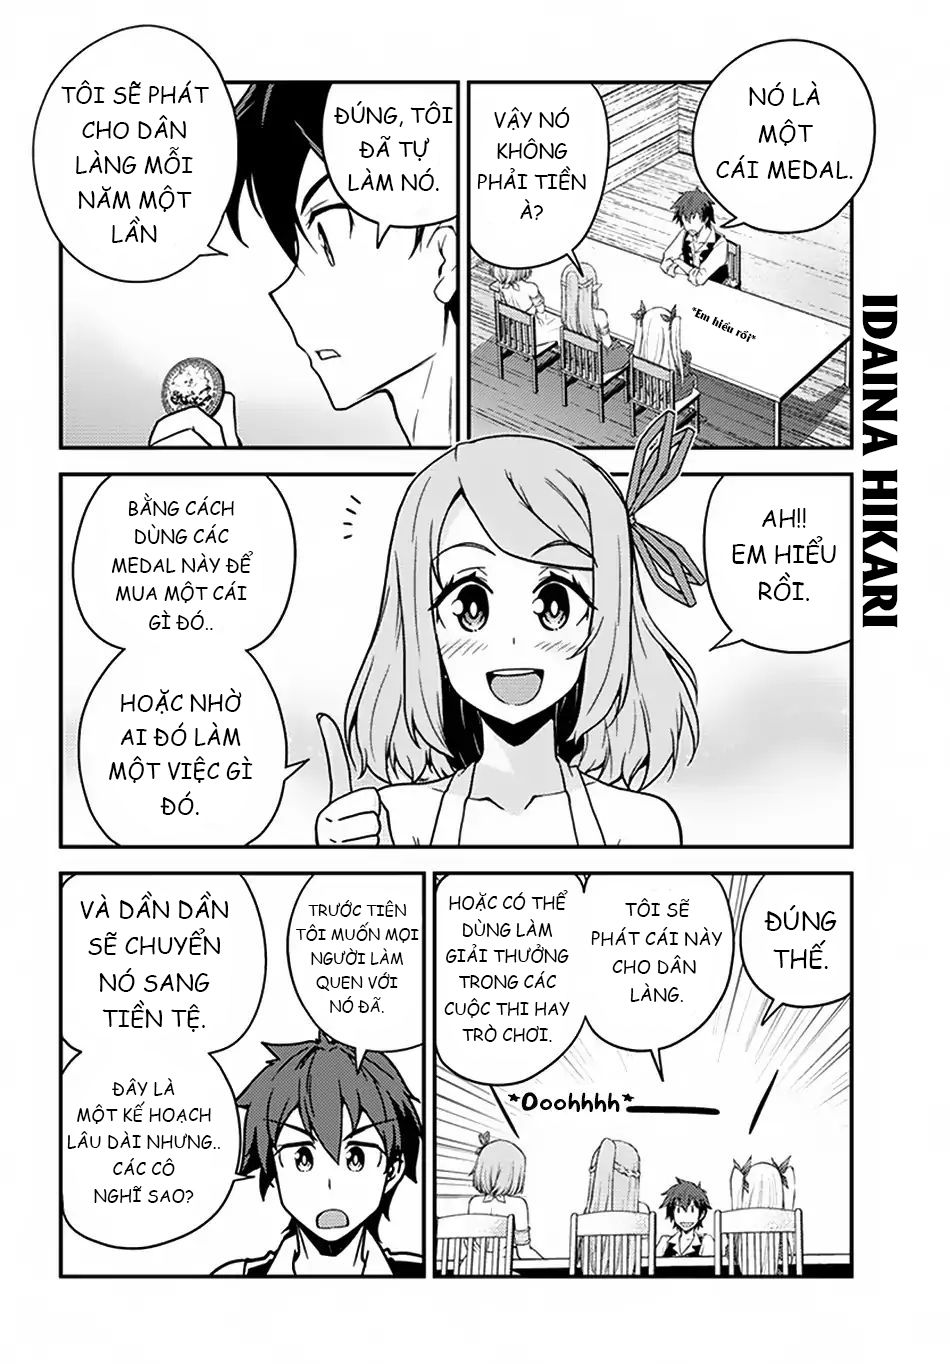 NÓ LÀ
MỘT
CÁI MEDAL.
VẬY NÓ
KHÔNG
PHẢI TIỀN
À?
*Em hiểu rồi*
ĐÚNG, TÔI
ĐÃ TỰ
LÀM NÓ.
TÔI SẼ PHÁT
CHO DÂN
LÀNG MỖI
NĂM MỘT
LẦN
IDAINA HIKARI
AH!!
EM HIỂU
RỒI.
BẰNG CÁCH
DÙNG CÁC
MEDAL NÀY ĐỂ
MUA MỘT CÁI
GÌ ĐÓ..
HOẶC NHỜ
AI ĐÓ LÀM
MỘT VIỆC GÌ
ĐÓ.
ĐÚNG
THẾ.
TÔI SẼ
PHÁT CÁI NÀY
CHO DÂN
LÀNG.
HOẶC CÓ THỂ
DÙNG LÀM
GIẢI THƯỞNG
TRONG CÁC
CUỘC THI HAY
TRÒ CHƠI.
*Ooohhhh*
TRƯỚC TIÊN
TÔI MUỐN MỌI
NGƯỜI LÀM
QUEN VỚI
NÓ ĐÃ.
VÀ DẦN DẦN
SẼ CHUYỂN
NÓ SANG
TIỀN TỆ.
ĐÂY LÀ
MỘT KẾ HOẠCH
LÂU DÀI NHƯNG..
CÁC CÔ
NGHĨ SAO?